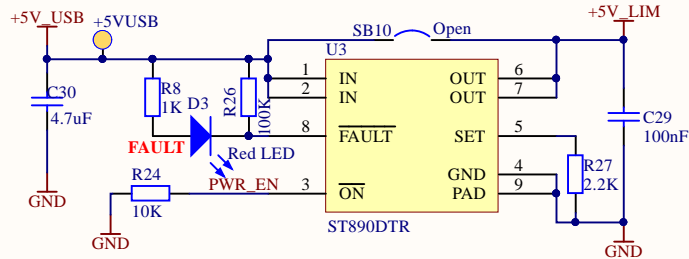 +5V_USB
+5VUSB
SB10
Open
+5V_LIM
U3
C30
4.7uF
R8
1K
D3
R26
100K
1
IN
2
IN
8
FAULT
3
ON
OUT
6
OUT
7
SET
5
GND
4
PAD
9
FAULT
Red LED
PWR_EN
R24
10K
R27
2.2K
C29
100nF
GND
GND
GND
ST890DTR